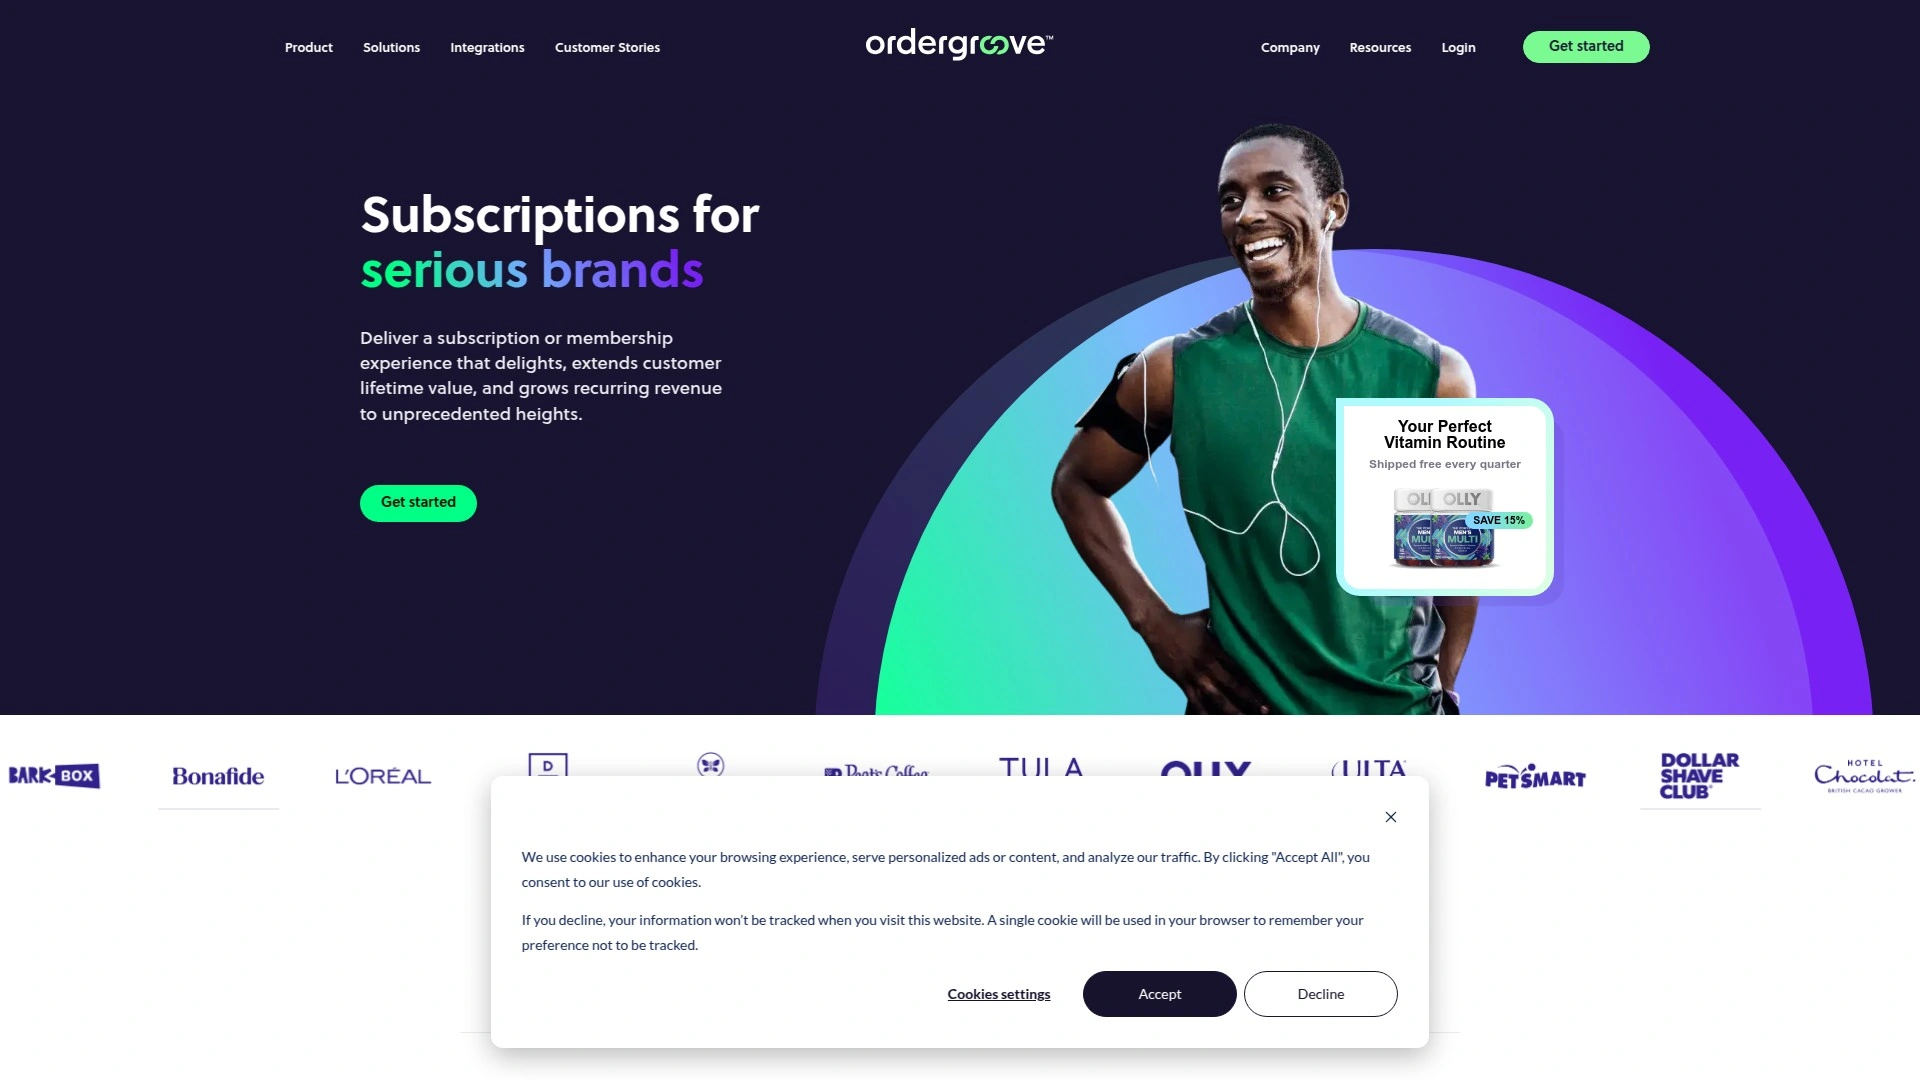 Product
Solutions
Integrations
Customer Stories
ordergroove™
Company
Resources
Login
Get started
Subscriptions for
serious brands
Deliver a subscription or membership
experience that delights, extends customer
lifetime value, and grows recurring revenue
to unprecedented heights.
Get started
Your Perfect
Vitamin Routine
Shipped free every quarter
OLLY
SAVE 15%
MEN'S
MULTI
BARK BOX
Bonafide
L'ORÉAL
D
Peet's Coffee
TULA
OLLY
ULTA
PETSMART
DOLLAR
SHAVE
CLUB
HOTEL
Chocolat.
BRITISH CACAO GROWER
We use cookies to enhance your browsing experience, serve personalized ads or content, and analyze our traffic. By clicking "Accept All", you
consent to our use of cookies.
If you decline, your information won't be tracked when you visit this website. A single cookie will be used in your browser to remember your
preference not to be tracked.
Cookies settings
Accept
Decline